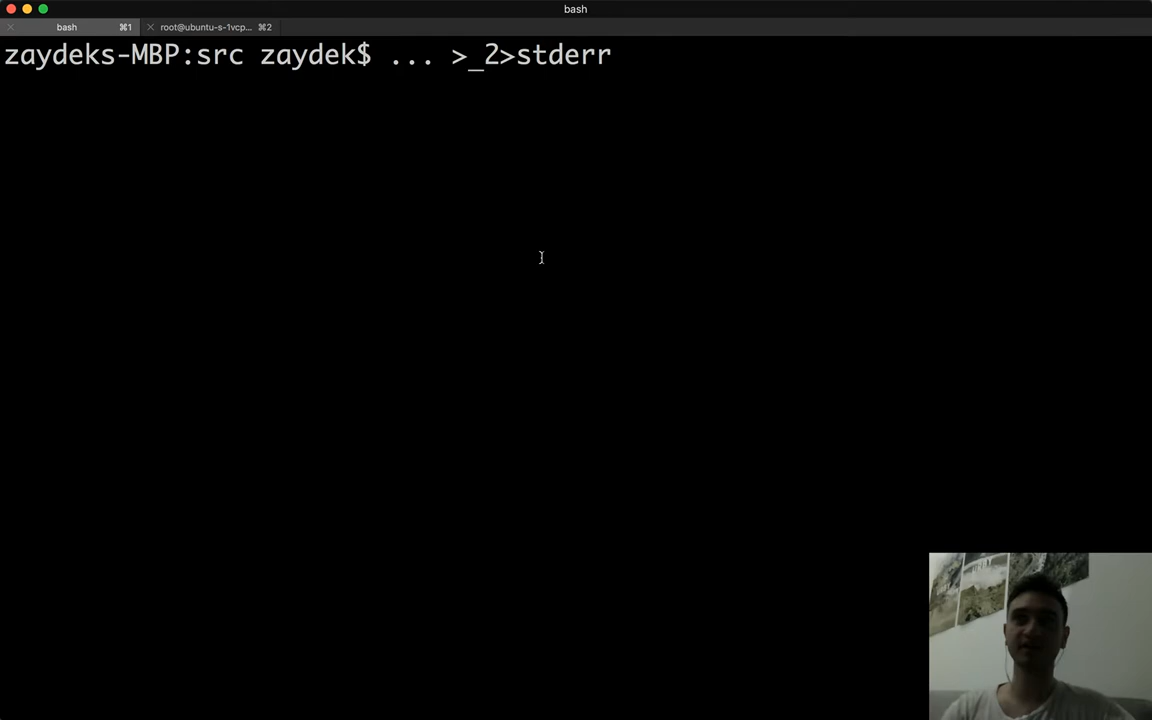 bash
bash ⌘1 root@ubuntu-s-1vcp... ⌘2
zaydeks-MBP:src zaydek$ ... >_2>stderr